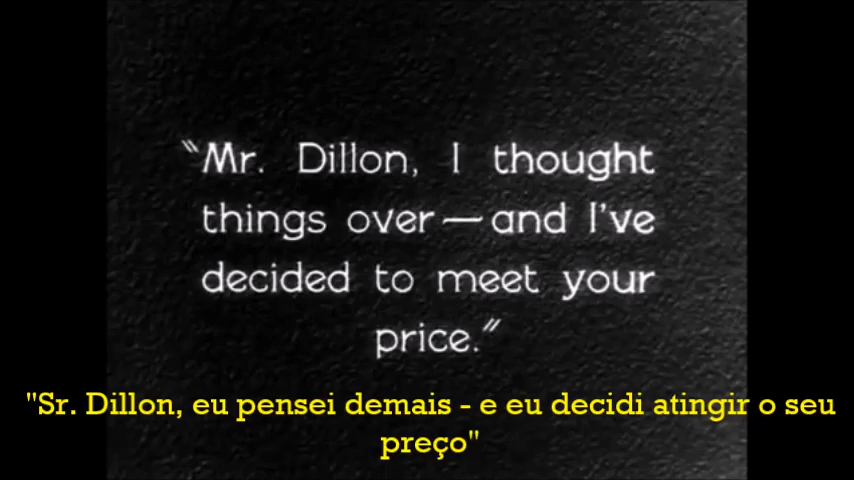 "Mr. Dillon, I thought
things over — and I've
decided to meet your
price."
"Sr. Dillon, eu pensei demais - e eu decidi atingir o seu
preço"